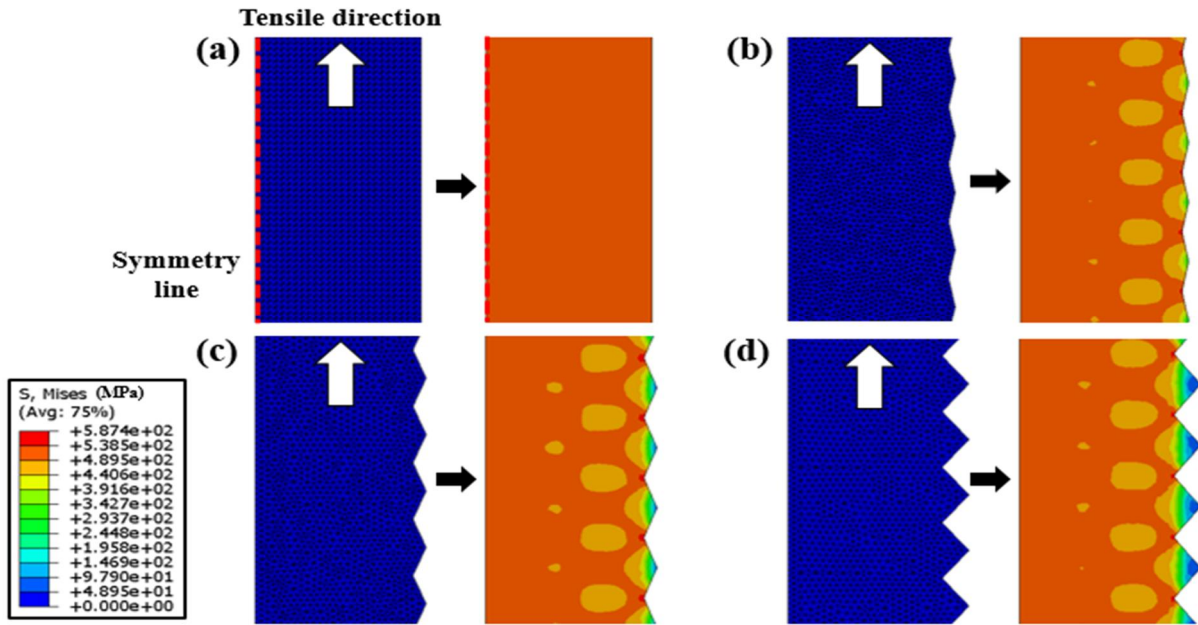 Tensile direction
(a)
(b)
Symmetry
line
(c)
(d)
S, Mises (MPa)
(Avg: 75%)
+5.874e+02
+5.385e+02
+4.895e+02
+4.406e+02
+3.916e+02
+3.427e+02
+2.937e+02
+2.448e+02
+1.958e+02
+1.469e+02
+9.790e+01
+4.895e+01
+0.000e+00